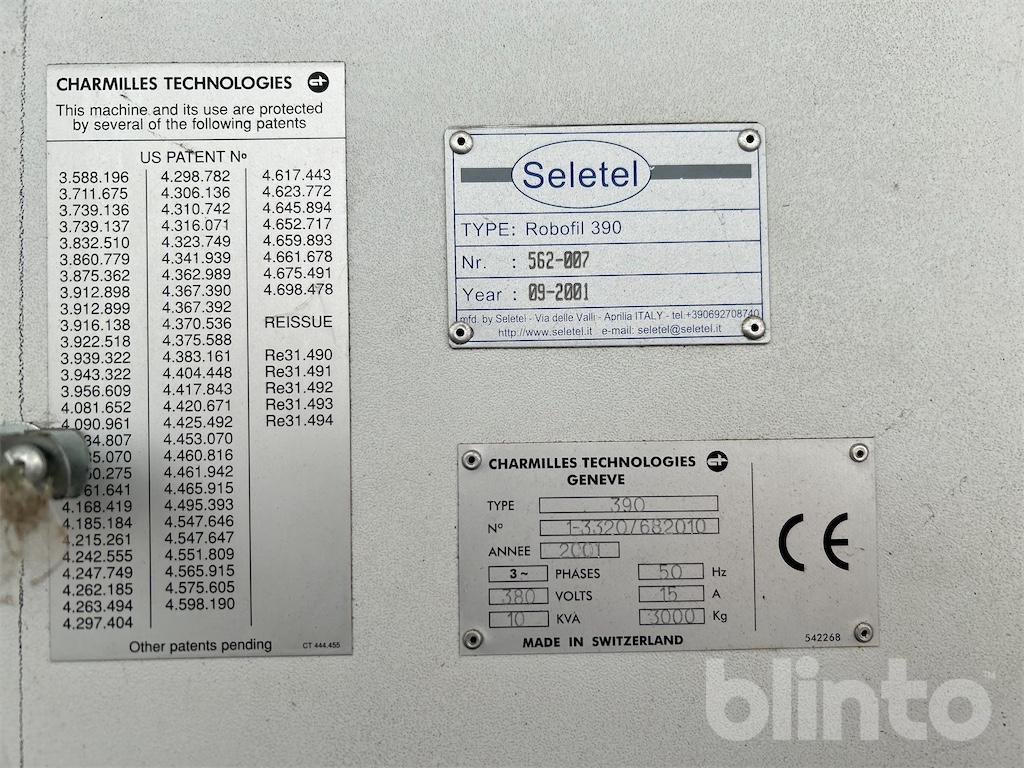 CHARMILLES TECHNOLOGIES
This machine and its use are protected
by several of the following patents
US PATENT Nº
3.588.196 4.298.782 4.617.443
3.711.675 4.306.136 4.623.772
3.739.136 4.310.742 4.645.894
3.739.137 4.316.071 4.652.717
3.832.510 4.323.749 4.659.893
3.860.779 4.341.939 4.661.678
3.875.362 4.362.989 4.675.491
3.912.898 4.367.390 4.698.478
3.912.899 4.367.392
3.916.138 4.370.536 REISSUE
3.922.518 4.375.588
3.939.322 4.383.161 Re31.490
3.943.322 4.404.448 Re31.491
3.956.609 4.417.843 Re31.492
4.081.652 4.420.671 Re31.493
4.090.961 4.425.492 Re31.494
4.453.070
4.460.816
4.461.942
4.465.915
4.168.419 4.495.393
4.185.184 4.547.646
4.215.261 4.547.647
4.242.555 4.551.809
4.247.749 4.565.915
4.262.185 4.575.605
4.263.494 4.598.190
4.297.404
Other patents pending CT 444.455
Seletel
TYPE: Robofil 390
Nr. : 562-007
Year : 09-2001
mfd. by Seletel - Via delle Valli - Aprilia ITALY - tel.+390692708740
http://www.seletel.it e-mail: seletel@seletel.it
CHARMILLES TECHNOLOGIES
GENEVE
TYPE 390
Nº 1-3320/682010
ANNEE 2001
3~ PHASES 50 Hz
380 VOLTS 15 A
10 KVA 3000 Kg
MADE IN SWITZERLAND
CE
542268
blinto™